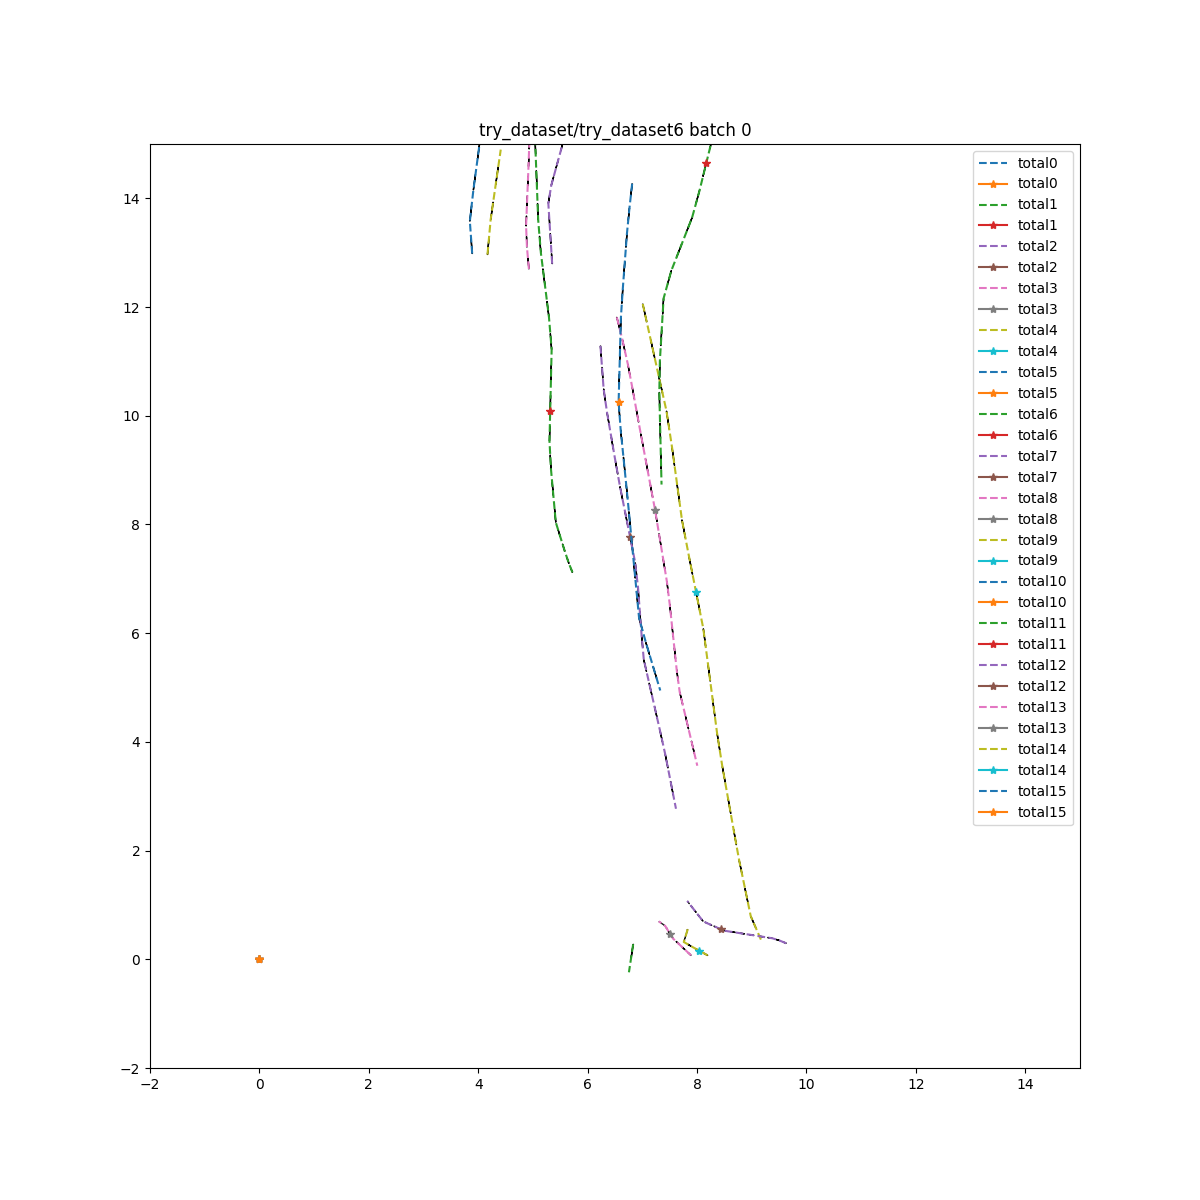 try_dataset/try_dataset6 batch 0
total0
total0
total1
total1
total2
total2
total3
total3
total4
total4
total5
total5
total6
total6
total7
total7
total8
total8
total9
total9
total10
total10
total11
total11
total12
total12
total13
total13
total14
total14
total15
total15
14
12
10
8
6
4
2
0
−2
−2 0 2 4 6 8 10 12 14